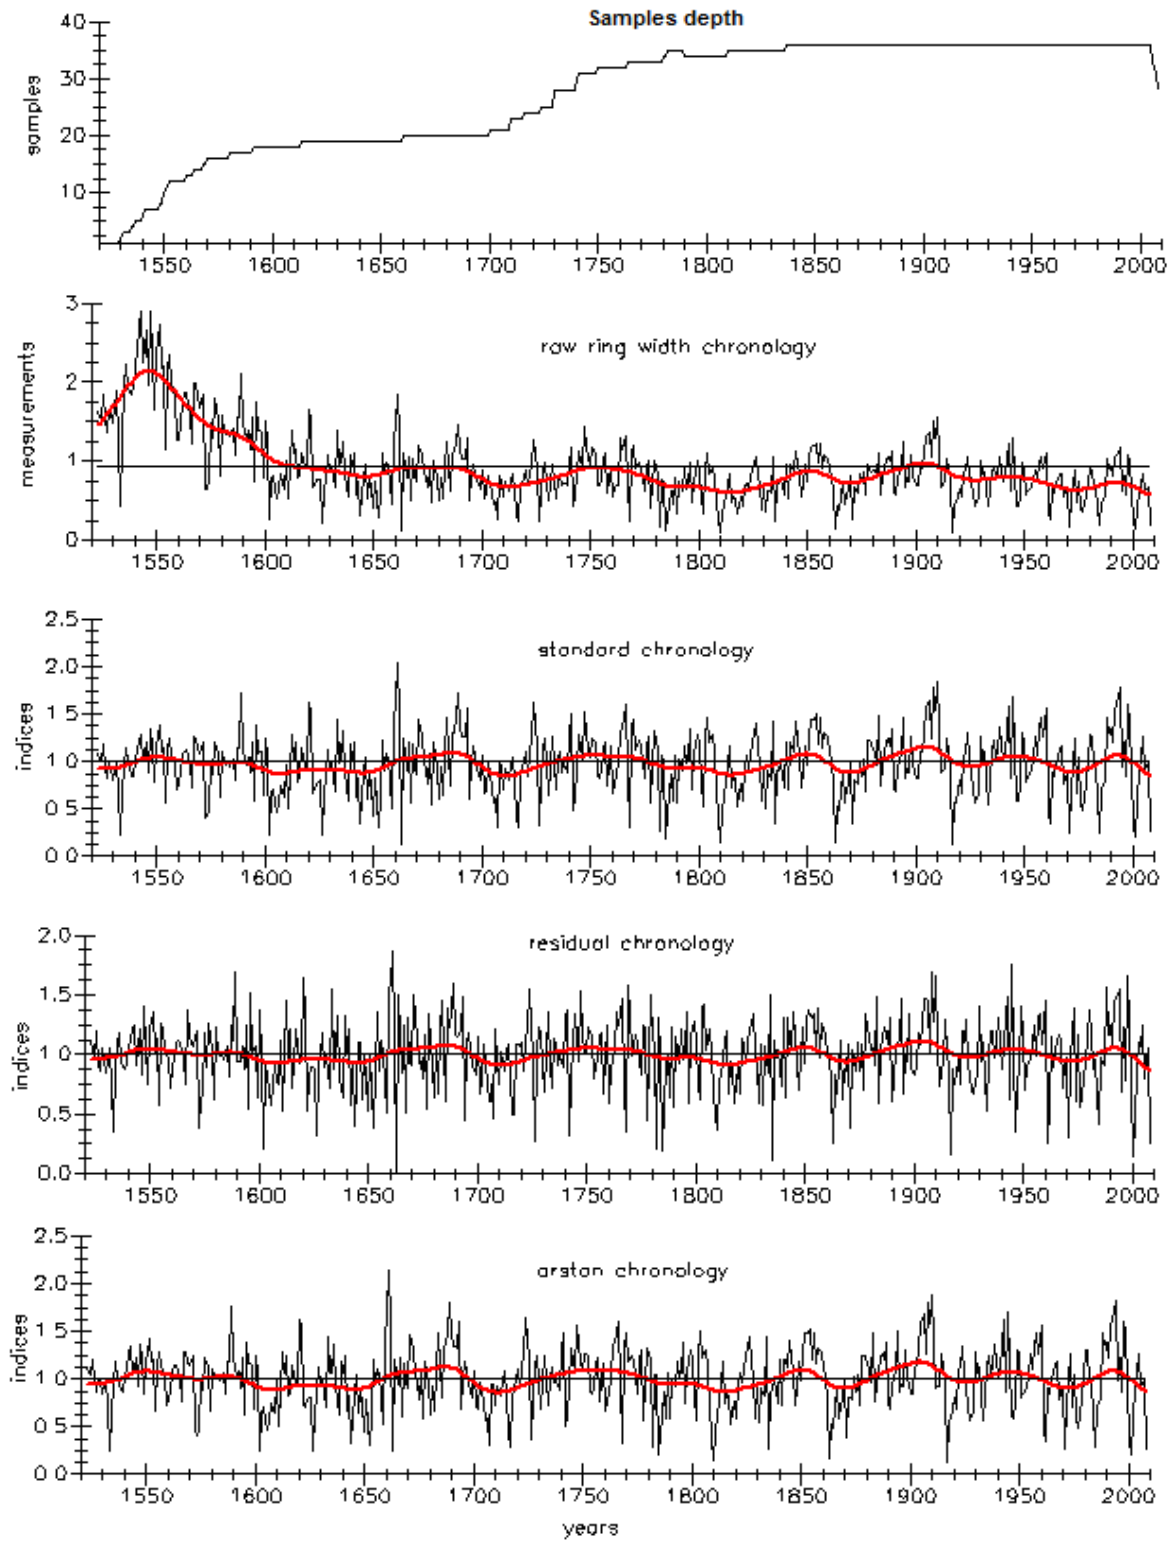 Samples depth
40
30
20
10
samples
1550 1600 1650 1700 1750 1800 1850 1900 1950 2000
raw ring width chronology
3
2
1
0
measurements
1550 1600 1650 1700 1750 1800 1850 1900 1950 2000
standard chronology
2.5
2.0
1.5
1.0
0.5
0.0
indices
1550 1600 1650 1700 1750 1800 1850 1900 1950 2000
residual chronology
2.0
1.5
1.0
0.5
0.0
indices
1550 1600 1650 1700 1750 1800 1850 1900 1950 2000
arstan chronology
2.5
2.0
1.5
1.0
0.5
0.0
indices
1550 1600 1650 1700 1750 1800 1850 1900 1950 2000
years